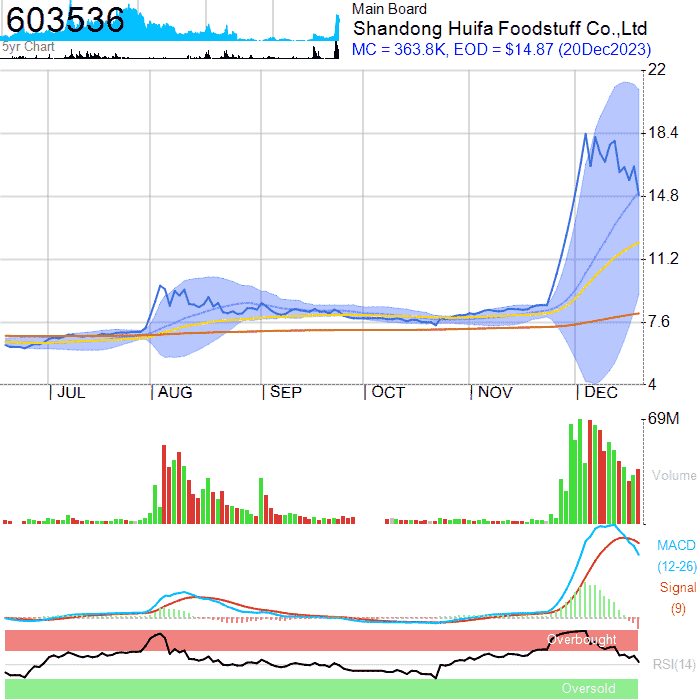 603536
Main Board
Shandong Huifa Foodstuff Co.,Ltd
5yr Chart
MC = 363.8K, EOD = $14.87 (20Dec2023)
22
18.4
14.8
11.2
7.6
4
JUL
AUG
SEP
OCT
NOV
DEC
69M
Volume
MACD
(12-26)
Signal
(9)
Overbought
RSI(14)
Oversold